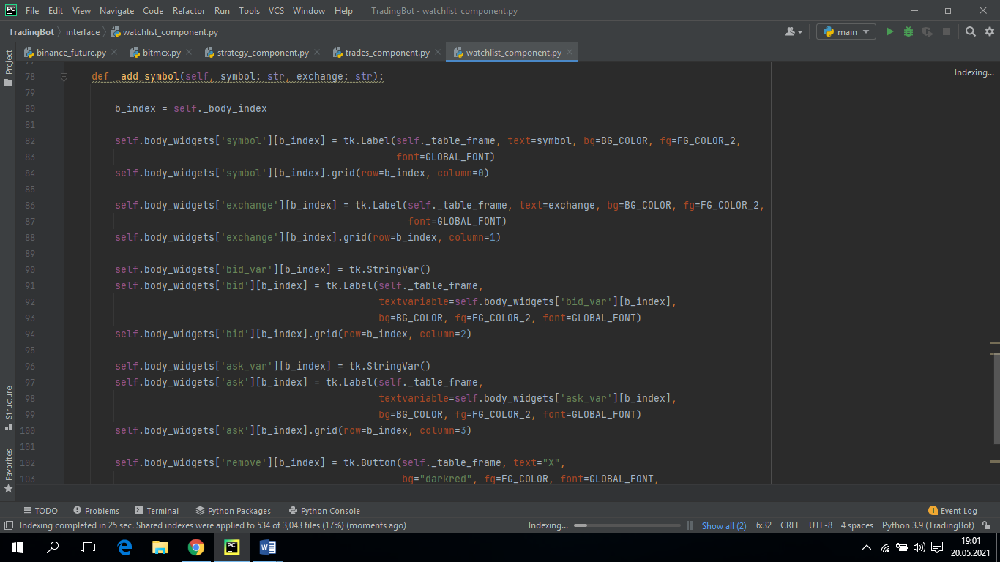 PC File Edit View Navigate Code Refactor Run Tools VCS Window Help TradingBot - watchlist_component.py
TradingBot interface watchlist_component.py main
binance_future.py bitmex.py strategy_component.py trades_component.py watchlist_component.py
Project
Indexing...
78 def _add_symbol(self, symbol: str, exchange: str):
79
80 b_index = self._body_index
81
82 self.body_widgets['symbol'][b_index] = tk.Label(self._table_frame, text=symbol, bg=BG_COLOR, fg=FG_COLOR_2,
83 font=GLOBAL_FONT)
84 self.body_widgets['symbol'][b_index].grid(row=b_index, column=0)
85
86 self.body_widgets['exchange'][b_index] = tk.Label(self._table_frame, text=exchange, bg=BG_COLOR, fg=FG_COLOR_2,
87 font=GLOBAL_FONT)
88 self.body_widgets['exchange'][b_index].grid(row=b_index, column=1)
89
90 self.body_widgets['bid_var'][b_index] = tk.StringVar()
91 self.body_widgets['bid'][b_index] = tk.Label(self._table_frame,
92 textvariable=self.body_widgets['bid_var'][b_index],
93 bg=BG_COLOR, fg=FG_COLOR_2, font=GLOBAL_FONT)
94 self.body_widgets['bid'][b_index].grid(row=b_index, column=2)
95
96 self.body_widgets['ask_var'][b_index] = tk.StringVar()
97 self.body_widgets['ask'][b_index] = tk.Label(self._table_frame,
98 textvariable=self.body_widgets['ask_var'][b_index],
99 bg=BG_COLOR, fg=FG_COLOR_2, font=GLOBAL_FONT)
100 self.body_widgets['ask'][b_index].grid(row=b_index, column=3)
101
102 self.body_widgets['remove'][b_index] = tk.Button(self._table_frame, text="X",
103 bg="darkred", fg=FG_COLOR, font=GLOBAL_FONT,
Structure
Favorites
TODO Problems Terminal Python Packages Python Console 1 Event Log
Indexing completed in 25 sec. Shared indexes were applied to 534 of 3,043 files (17%) (moments ago) Indexing... Show all (2) 6:32 CRLF UTF-8 4 spaces Python 3.9 (TradingBot)
PC W 19:01
20.05.2021